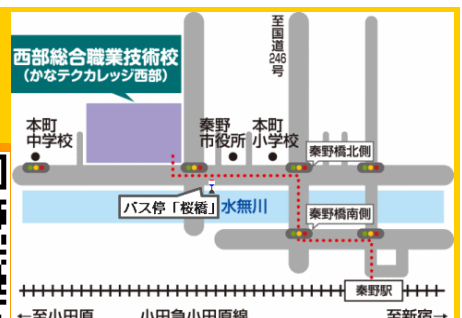 西部総合職業技術校
(かなテクカレッジ西部)
至国道246号
本町
中学校
秦野
市役所
本町
小学校
秦野橋北側
バス停「桜橋」
水無川
秦野橋南側
秦野駅
←至小田原
小田急小田原線
至新宿→